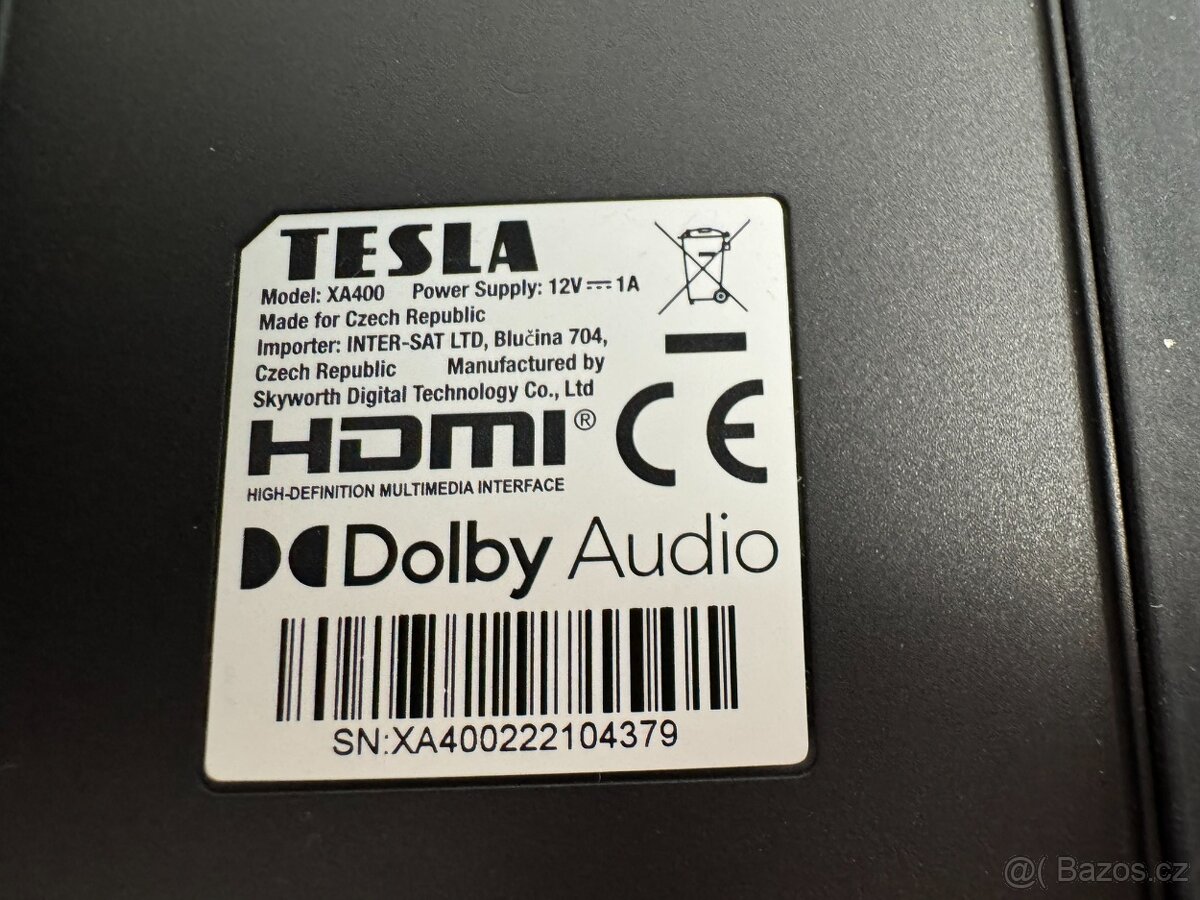 TESLA
Model: XA400 Power Supply: 12V⎓1A
Made for Czech Republic
Importer: INTER-SAT LTD, Blučina 704,
Czech Republic Manufactured by
Skyworth Digital Technology Co., Ltd
HDMI®
HIGH-DEFINITION MULTIMEDIA INTERFACE
CE
Dolby Audio
SN:XA400222104379
@( Bazos.cz